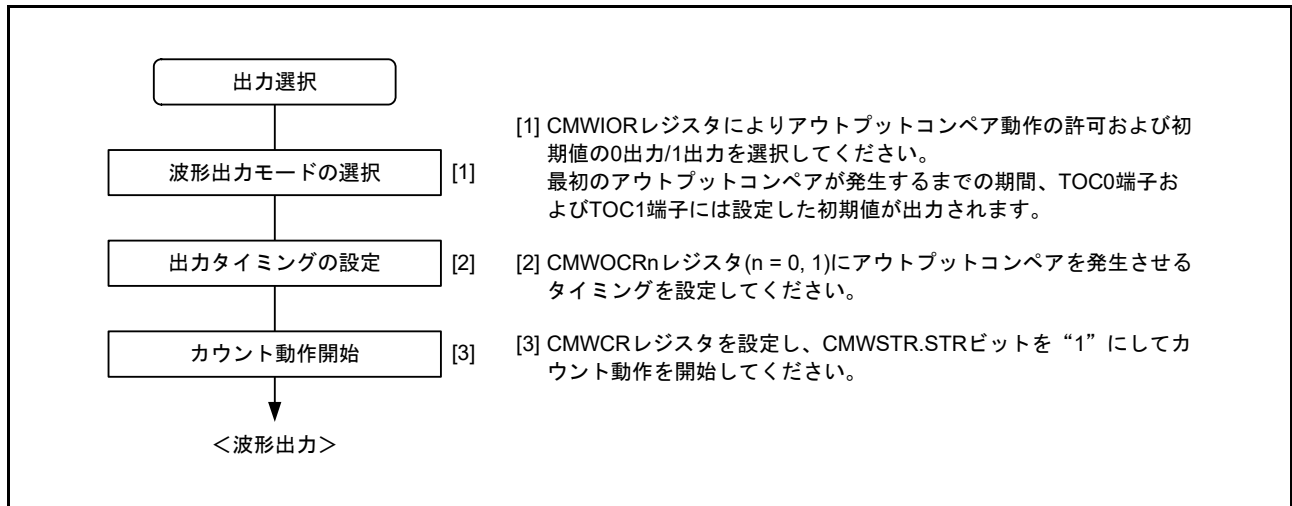 出力選択
波形出力モードの選択 [1]
[1] CMWIORレジスタによりアウトプットコンペア動作の許可および初
期値の0出力/1出力を選択してください。
最初のアウトプットコンペアが発生するまでの期間、TOC0端子お
よびTOC1端子には設定した初期値が出力されます。
出力タイミングの設定 [2]
[2] CMWOCRnレジスタ(n = 0, 1)にアウトプットコンペアを発生させる
タイミングを設定してください。
カウント動作開始 [3]
[3] CMWCRレジスタを設定し、CMWSTR.STRビットを“1”にしてカ
ウント動作を開始してください。
＜波形出力＞